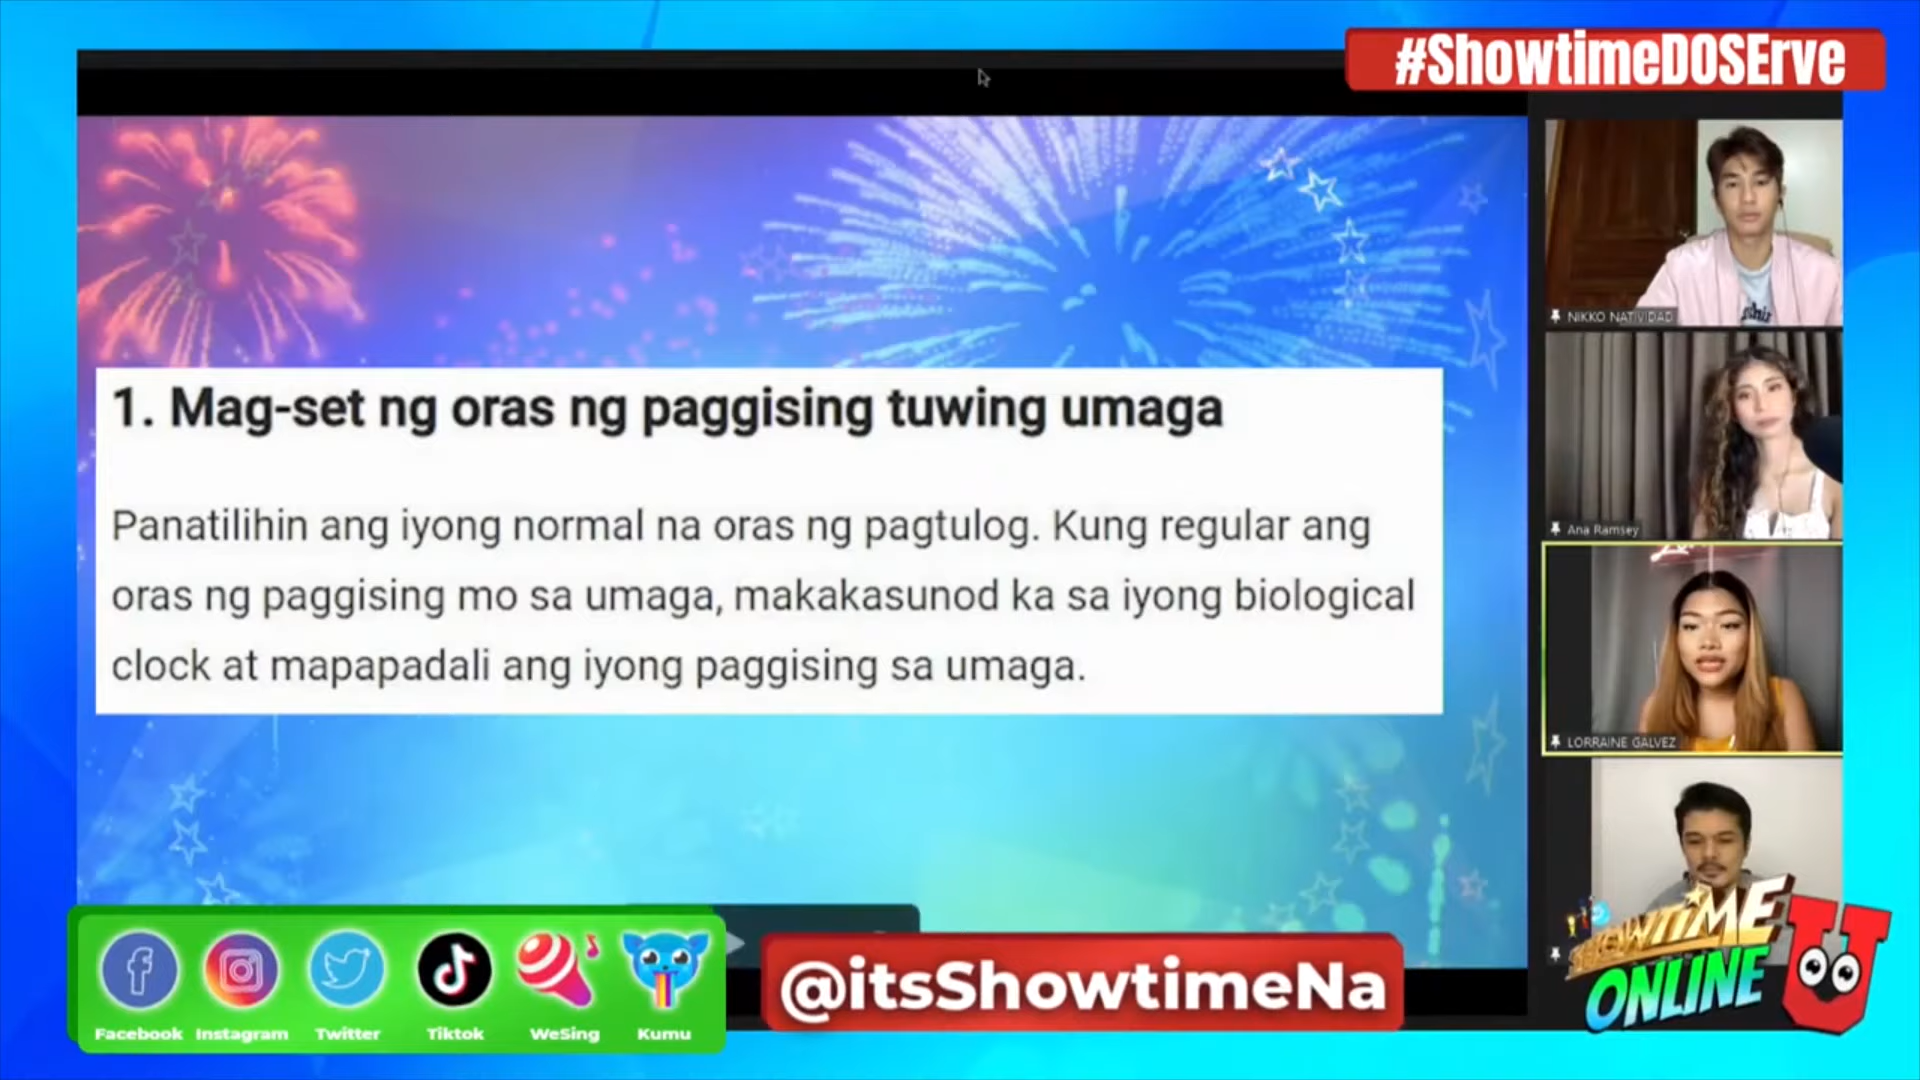 #ShowtimeDOSErve
1. Mag-set ng oras ng paggising tuwing umaga
Panatilihin ang iyong normal na oras ng pagtulog. Kung regular ang
oras ng paggising mo sa umaga, makakasunod ka sa iyong biological
clock at mapapadali ang iyong paggising sa umaga.
NIKKO NATIVIDAD
Ana Ramsey
LORRAINE GALVEZ
Facebook
Instagram
Twitter
Tiktok
WeSing
Kumu
@itsShowtimeNa
SHOWTIME
ONLINE
U